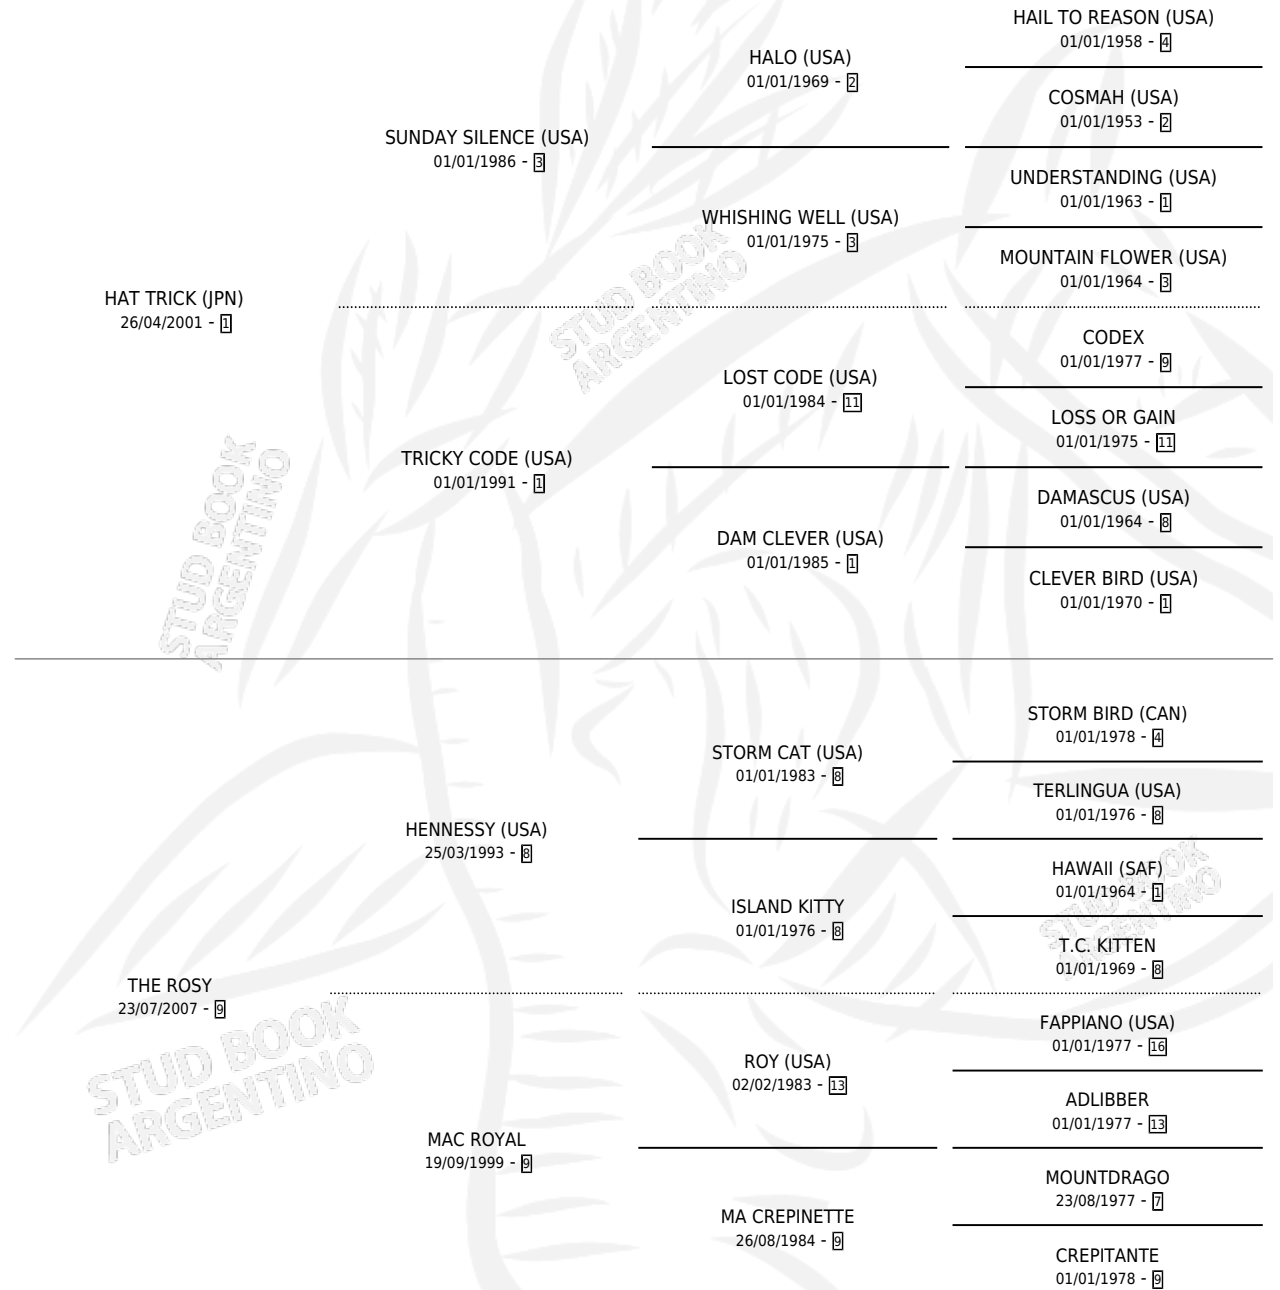 HAT TRICK (JPN)
26/04/2001 - 1
SUNDAY SILENCE (USA)
01/01/1986 - 3
HALO (USA)
01/01/1969 - 2
HAIL TO REASON (USA)
01/01/1958 - 4
COSMAH (USA)
01/01/1953 - 2
WHISHING WELL (USA)
01/01/1975 - 3
UNDERSTANDING (USA)
01/01/1963 - 1
MOUNTAIN FLOWER (USA)
01/01/1964 - 3
TRICKY CODE (USA)
01/01/1991 - 1
LOST CODE (USA)
01/01/1984 - 11
CODEX
01/01/1977 - 9
LOSS OR GAIN
01/01/1975 - 11
DAM CLEVER (USA)
01/01/1985 - 1
DAMASCUS (USA)
01/01/1964 - 8
CLEVER BIRD (USA)
01/01/1970 - 1
THE ROSY
23/07/2007 - 9
HENNESSY (USA)
25/03/1993 - 8
STORM CAT (USA)
01/01/1983 - 8
STORM BIRD (CAN)
01/01/1978 - 4
TERLINGUA (USA)
01/01/1976 - 8
ISLAND KITTY
01/01/1976 - 8
HAWAII (SAF)
01/01/1964 - 1
T.C. KITTEN
01/01/1969 - 8
MAC ROYAL
19/09/1999 - 9
ROY (USA)
02/02/1983 - 13
FAPPIANO (USA)
01/01/1977 - 16
ADLIBBER
01/01/1977 - 13
MA CREPINETTE
26/08/1984 - 9
MOUNTDRAGO
23/08/1977 - 7
CREPITANTE
01/01/1978 - 9
STUD BOOK
ARGENTINO
STUD BOOK
ARGENTINO
STUD BOOK
ARGENTINO
STUD BOOK
ARGENTINO